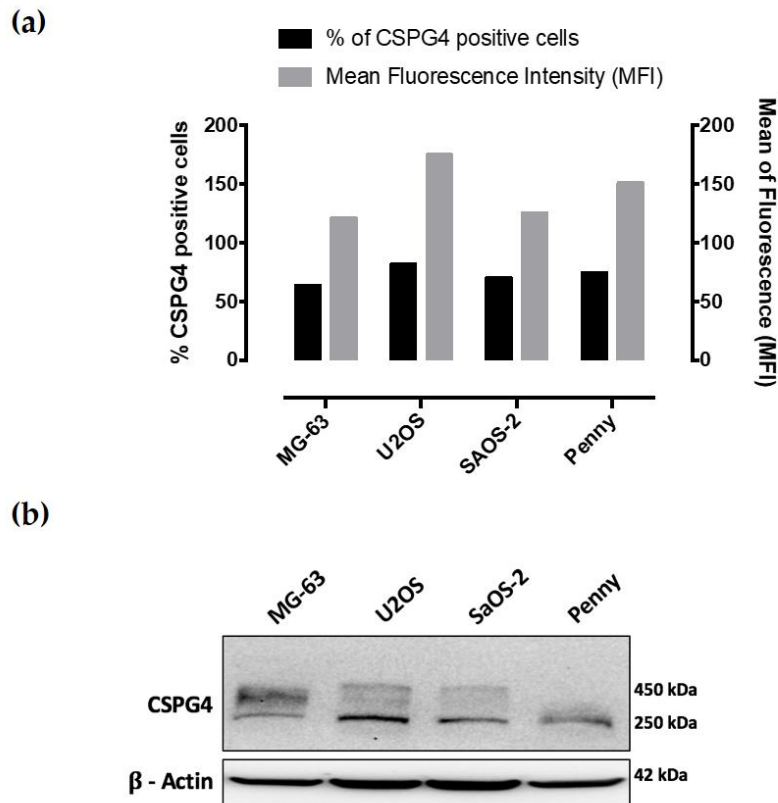 (a)
% of CSPG4 positive cells
Mean Fluorescence Intensity (MFI)
% CSPG4 positive cells
200
150
100
50
0
200
150
100
50
0
Mean of Fluorescence (MFI)
MG-63
U2OS
SAOS-2
Penny
(b)
MG-63
U2OS
SaOS-2
Penny
CSPG4
450 kDa
250 kDa
β - Actin
42 kDa